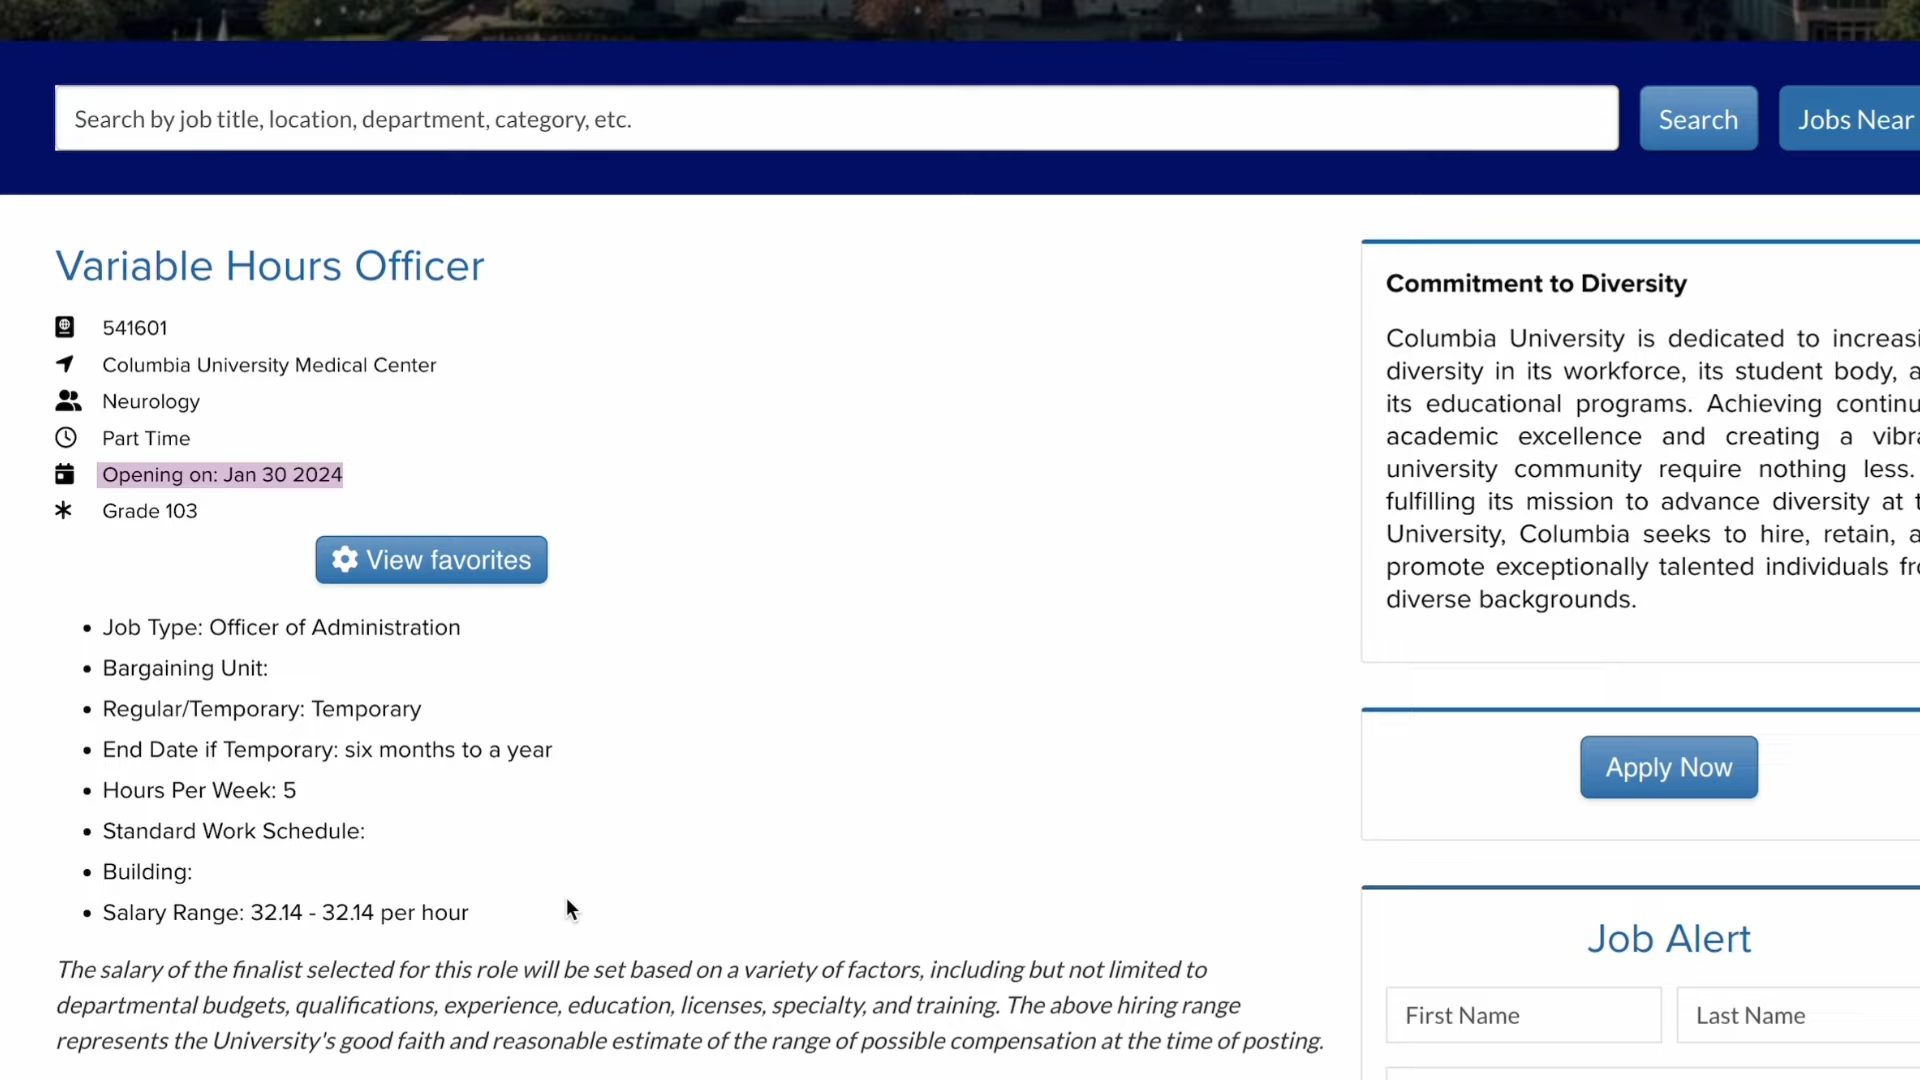 Search by job title, location, department, category, etc.
Search
Jobs Near
Variable Hours Officer
541601
Columbia University Medical Center
Neurology
Part Time
Opening on: Jan 30 2024
Grade 103
View favorites
• Job Type: Officer of Administration
• Bargaining Unit:
• Regular/Temporary: Temporary
• End Date if Temporary: six months to a year
• Hours Per Week: 5
• Standard Work Schedule:
• Building:
• Salary Range: 32.14 - 32.14 per hour
The salary of the finalist selected for this role will be set based on a variety of factors, including but not limited to
departmental budgets, qualifications, experience, education, licenses, specialty, and training. The above hiring range
represents the University's good faith and reasonable estimate of the range of possible compensation at the time of posting.
Commitment to Diversity
Columbia University is dedicated to increasi
diversity in its workforce, its student body, a
its educational programs. Achieving continu
academic excellence and creating a vibra
university community require nothing less.
fulfilling its mission to advance diversity at t
University, Columbia seeks to hire, retain, a
promote exceptionally talented individuals fro
diverse backgrounds.
Apply Now
Job Alert
First Name
Last Name